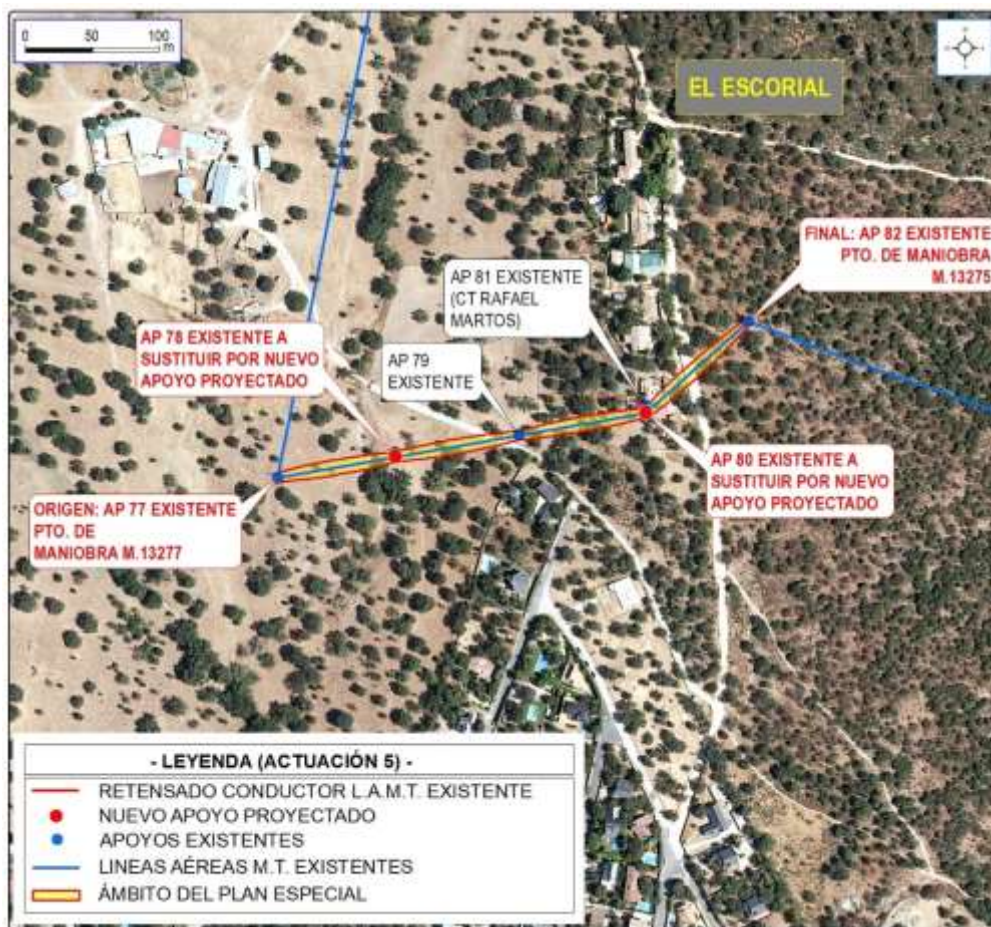 0 50 100
m
EL ESCORIAL
FINAL: AP 82 EXISTENTE
PTO. DE MANIOBRA
M.13275
AP 81 EXISTENTE
(CT RAFAEL
MARTOS)
AP 78 EXISTENTE A
SUSTITUIR POR NUEVO
APOYO PROYECTADO
AP 79
EXISTENTE
AP 80 EXISTENTE A
SUSTITUIR POR NUEVO
APOYO PROYECTADO
ORIGEN: AP 77 EXISTENTE
PTO. DE
MANIOBRA M.13277
- LEYENDA (ACTUACIÓN 5) -
RETENSADO CONDUCTOR L.A.M.T. EXISTENTE
NUEVO APOYO PROYECTADO
APOYOS EXISTENTES
LINEAS AÉREAS M.T. EXISTENTES
ÁMBITO DEL PLAN ESPECIAL